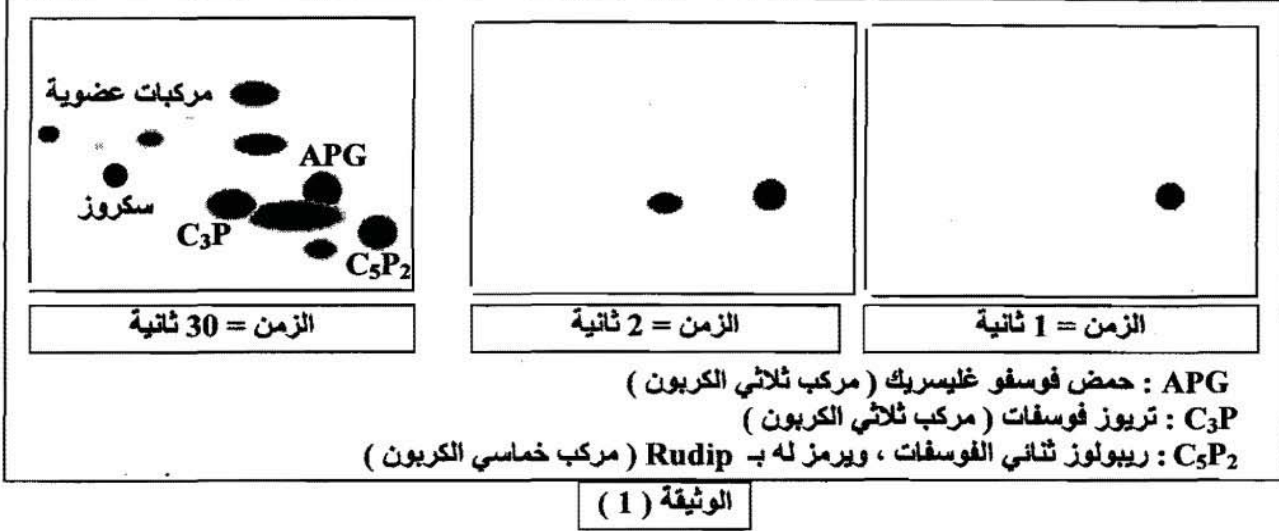 مركبات عضوية
APG
سكروز
C₃P
C₅P₂
الزمن = 1 ثانية
الزمن = 2 ثانية
الزمن = 30 ثانية
APG : حمض فوسفو غليسريك ( مركب ثلاثي الكربون )
C₃P : تريوز فوسفات ( مركب ثلاثي الكربون )
C₅P₂ : ريبولوز ثنائي الفوسفات ، ويرمز له بـ Rudip ( مركب خماسي الكربون )
الوثيقة ( 1 )